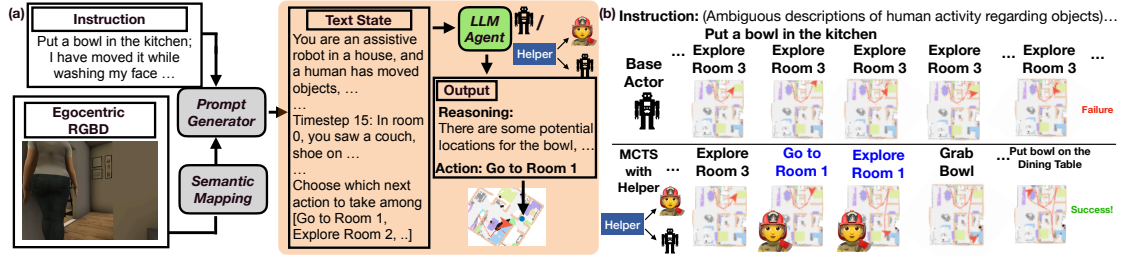 (a)
Instruction
Put a bowl in the kitchen;
I have moved it while
washing my face ...
Egocentric
RGBD
Prompt
Generator
Semantic
Mapping
Text State
You are an assistive
robot in a house, and
a human has moved
objects, ...
...
Timestep 15: In room
0, you saw a couch,
shoe on ...
...
Choose which next
action to take among
[Go to Room 1,
Explore Room 2, ..]
LLM
Agent
/
Helper
Output
Reasoning:
There are some potential
locations for the bowl, ...
Action: Go to Room 1
(b)
Instruction: (Ambiguous descriptions of human activity regarding objects)...
Put a bowl in the kitchen
Base
Actor
... Explore
Room 3
Explore
Room 3
Explore
Room 3
... Explore
Room 3
... Explore
Room 3
...
Failure
MCTS
with
Helper
Helper
... Explore
Room 3
Go to
Room 1
Explore
Room 1
Grab
Bowl
... Put bowl on the
Dining Table
Success!